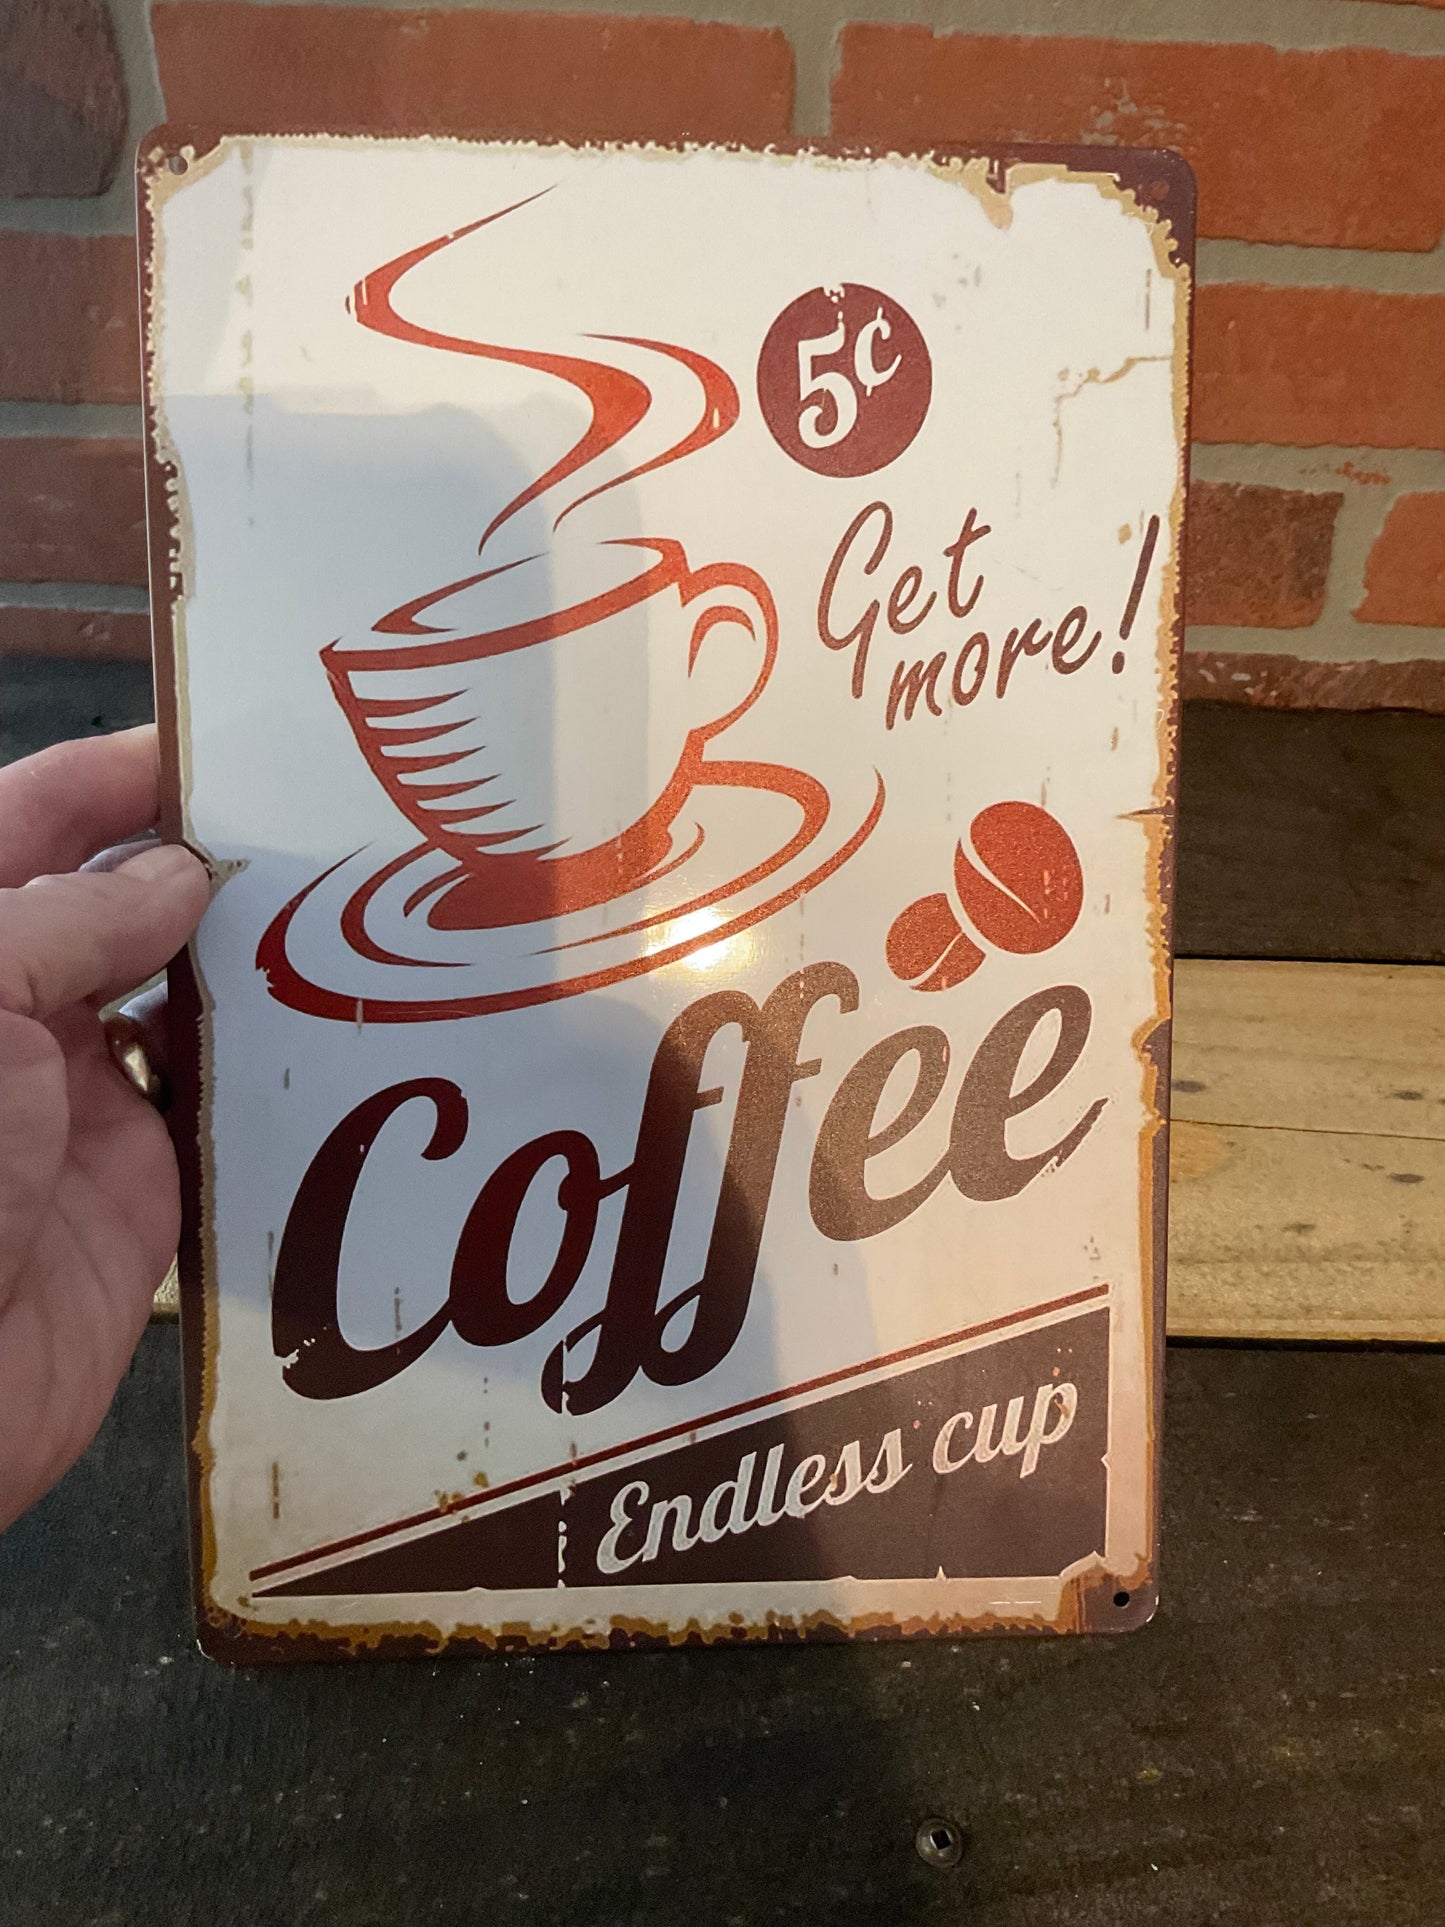 5¢
Get
more!
Coffee
Endless cup